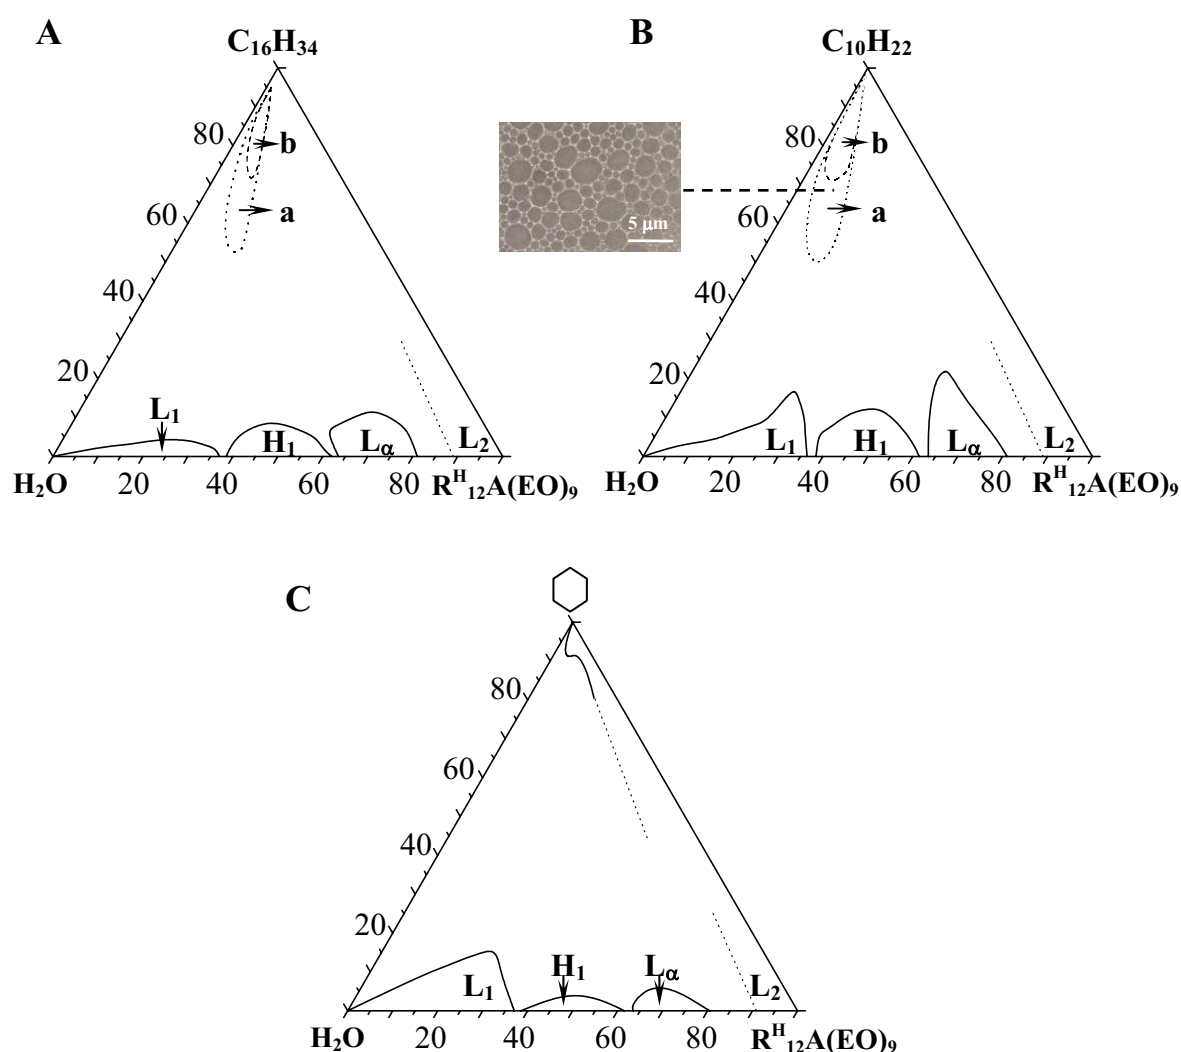 A
C₁₆H₃₄
80
b
60
a
40
20
L₁
H₁
Lα
L₂
H₂O
20
40
60
80
Rᴴ₁₂A(EO)₉
B
C₁₀H₂₂
80
b
5 μm
60
a
40
20
L₁
H₁
Lα
L₂
H₂O
20
40
60
80
Rᴴ₁₂A(EO)₉
C
80
60
40
20
L₁
H₁
Lα
L₂
H₂O
20
40
60
80
Rᴴ₁₂A(EO)₉